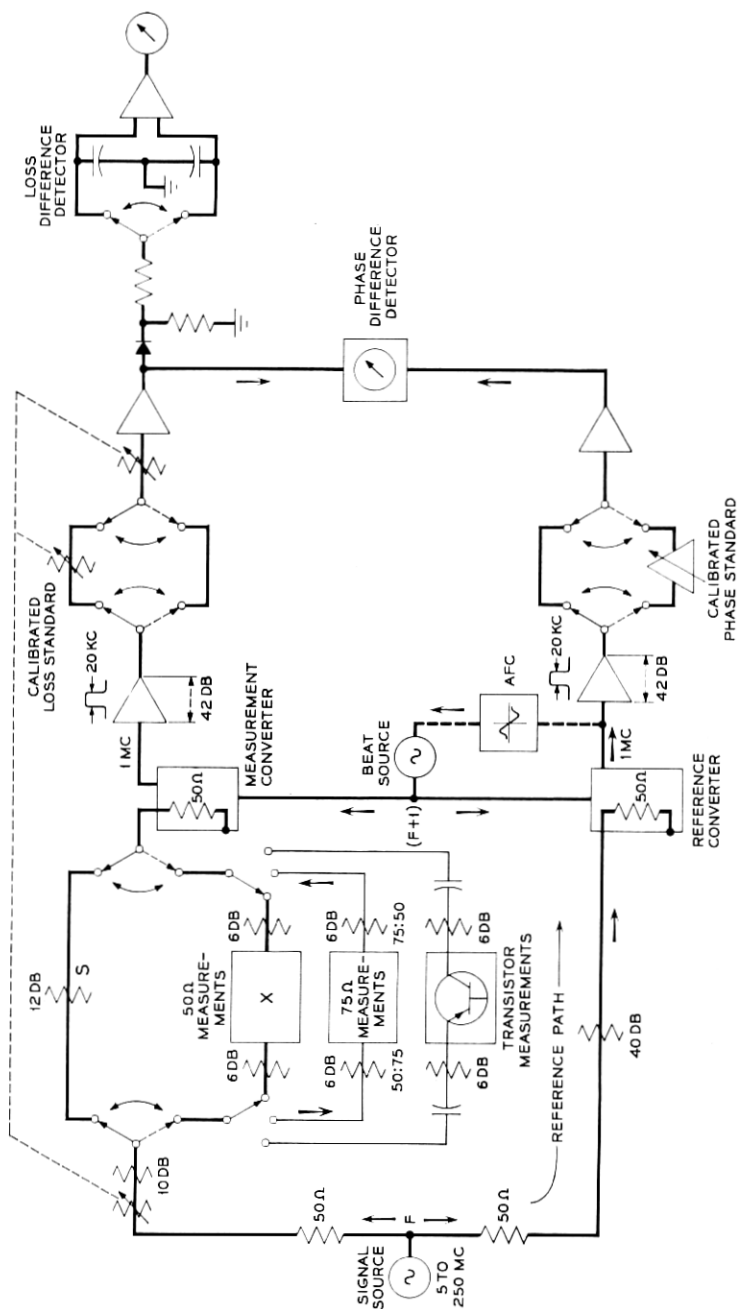 LOSS
DIFFERENCE
DETECTOR
PHASE
DIFFERENCE
DETECTOR
CALIBRATED
LOSS STANDARD
20 KC
42 DB
1 MC
MEASUREMENT
CONVERTER
50Ω
BEAT
SOURCE
AFC
(F+1)
CALIBRATED
PHASE STANDARD
20 KC
42 DB
1 MC
REFERENCE
CONVERTER
50Ω
12 DB
S
6 DB
50Ω
MEASURE-
MENTS
X
6 DB
6 DB
50:75
75Ω
MEASURE-
MENTS
6 DB
75:50
6 DB
6 DB
TRANSISTOR
MEASUREMENTS
10 DB
50Ω
F
50Ω
SIGNAL
SOURCE
5 TO
250 MC
REFERENCE PATH
40 DB